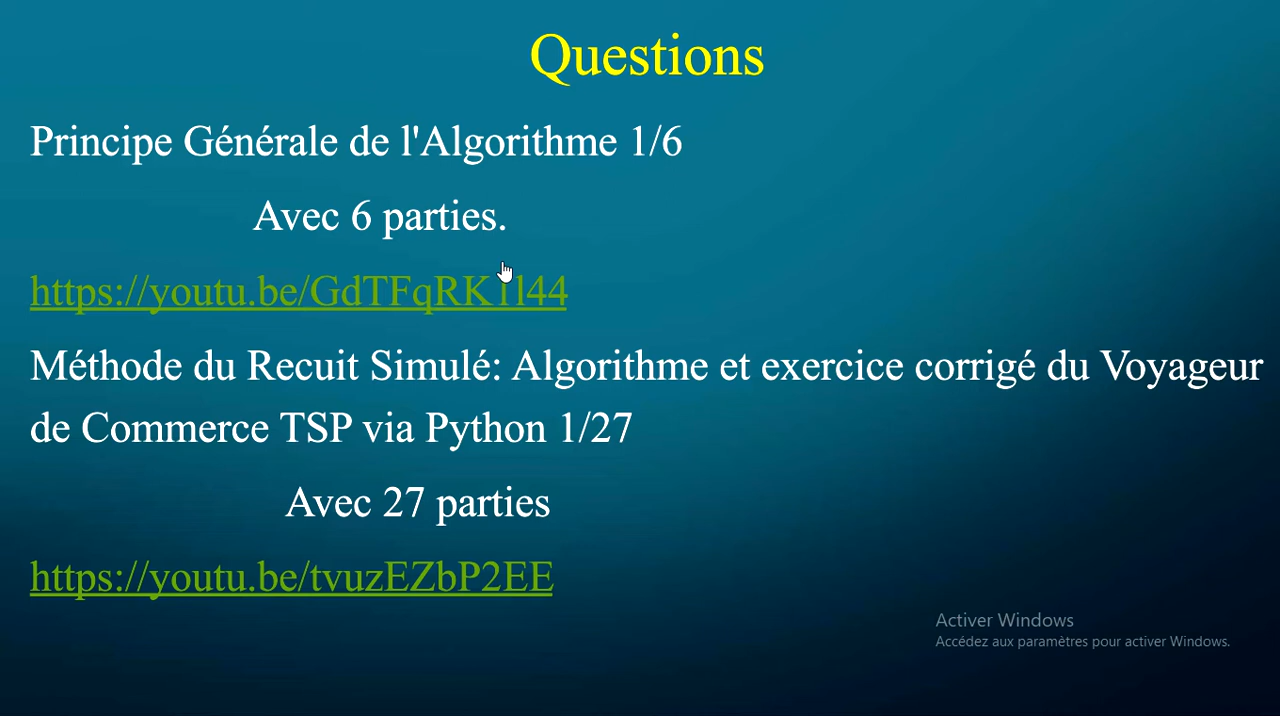 Questions
Principe Générale de l'Algorithme 1/6
Avec 6 parties.
https://youtu.be/GdTFqRK1l44
Méthode du Recuit Simulé: Algorithme et exercice corrigé du Voyageur
de Commerce TSP via Python 1/27
Avec 27 parties
https://youtu.be/tvuzEZbP2EE
Activer Windows
Accédez aux paramètres pour activer Windows.